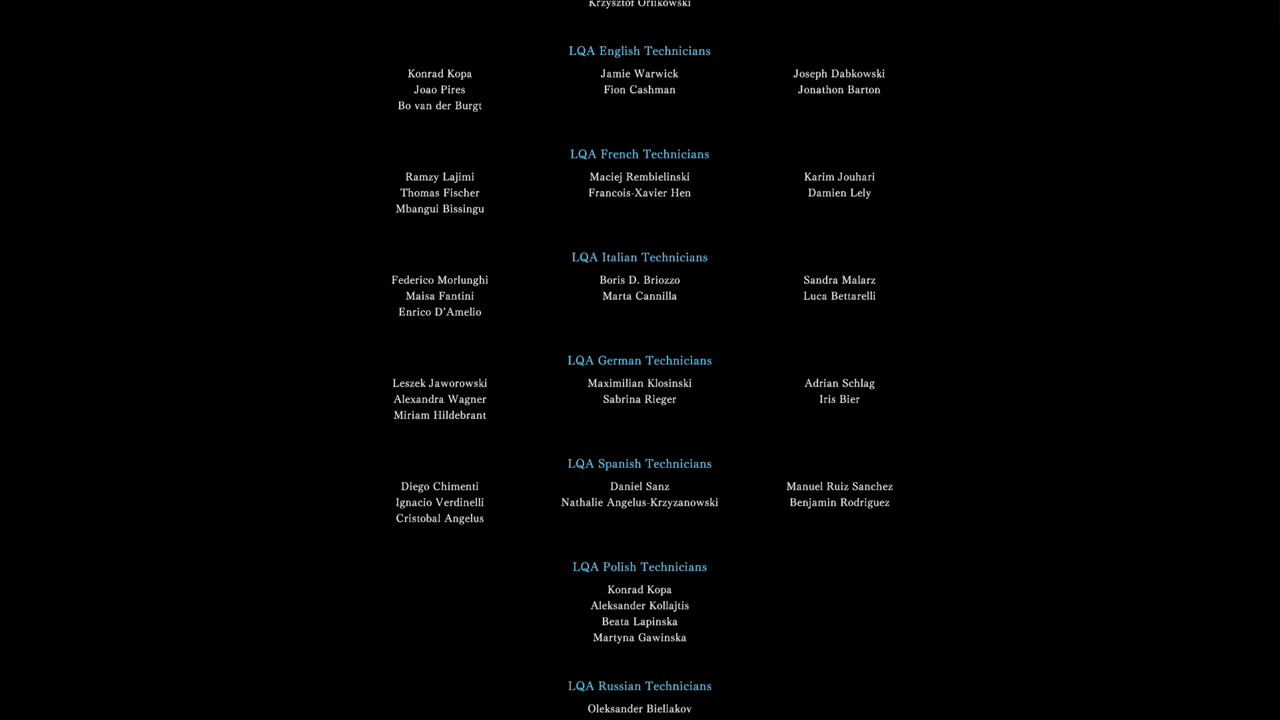 Krzysztof Orlikowski
LQA English Technicians
Konrad Kopa Jamie Warwick Joseph Dabkowski
Joao Pires Fion Cashman Jonathon Barton
Bo van der Burgt
LQA French Technicians
Ramzy Lajimi Maciej Rembielinski Karim Jouhari
Thomas Fischer Francois-Xavier Hen Damien Lely
Mbangui Bissingu
LQA Italian Technicians
Federico Morlunghi Boris D. Briozzo Sandra Malarz
Maisa Fantini Marta Cannilla Luca Bettarelli
Enrico D'Amelio
LQA German Technicians
Leszek Jaworowski Maximilian Klosinski Adrian Schlag
Alexandra Wagner Sabrina Rieger Iris Bier
Miriam Hildebrant
LQA Spanish Technicians
Diego Chimenti Daniel Sanz Manuel Ruiz Sanchez
Ignacio Verdinelli Nathalie Angelus-Krzyzanowski Benjamin Rodriguez
Cristobal Angelus
LQA Polish Technicians
Konrad Kopa
Aleksander Kollajtis
Beata Lapinska
Martyna Gawinska
LQA Russian Technicians
Oleksander Bieliakov